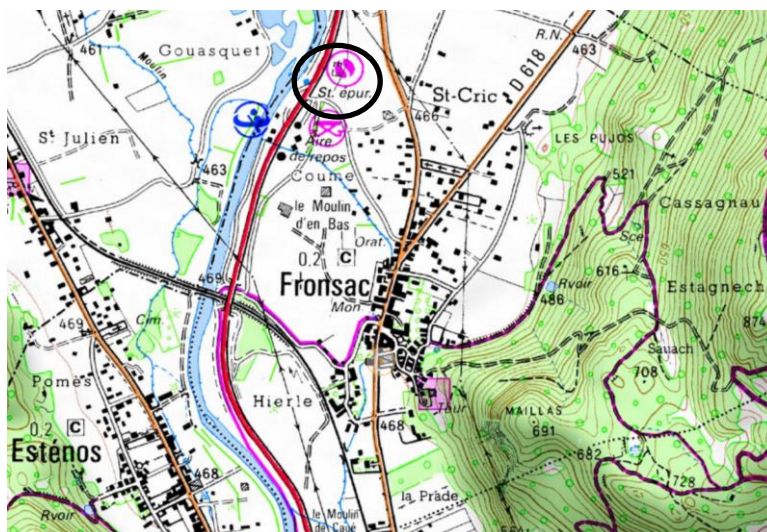 R.N.
461
Gouasquet
463
Moulin
D 618
Sᵗ. épur.
St-Cric
466
Sᵗ Julien
LES PUJOS
Aire
de repos
463
521
Coume
Cassagnau
le Moulin
d'en Bas
Orat.
Sce
650
0.2 C
616
469
Fronsac
Rvoir
Estagnech
486
Mon.
874
469
Cim.
Sauach
708
Pomès
Hierle
Tour
MAILLAS
0.2 C
468
691
Esténos
682
468
728
Rvoir
la Prade
le Moulin